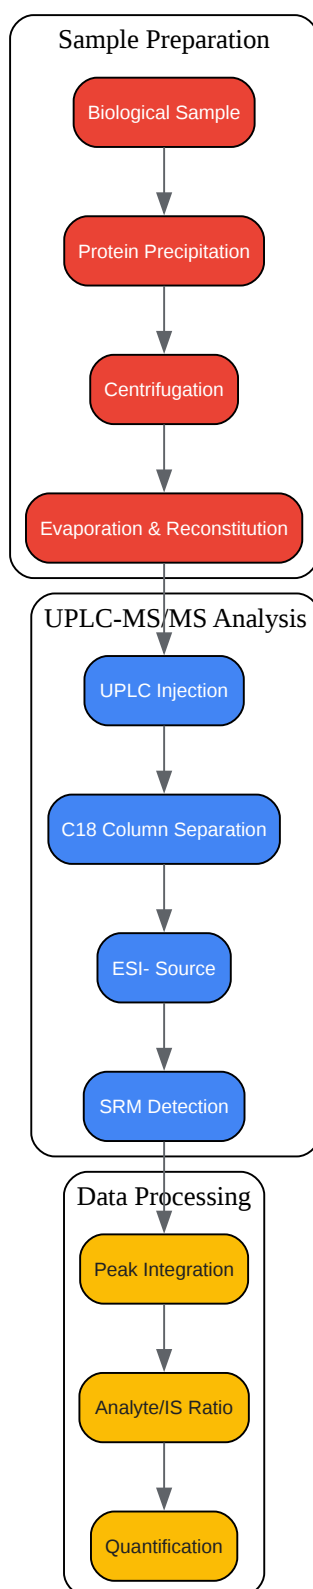 Sample Preparation
Biological Sample
Protein Precipitation
Centrifugation
Evaporation & Reconstitution
UPLC-MS/MS Analysis
UPLC Injection
C18 Column Separation
ESI- Source
SRM Detection
Data Processing
Peak Integration
Analyte/IS Ratio
Quantification